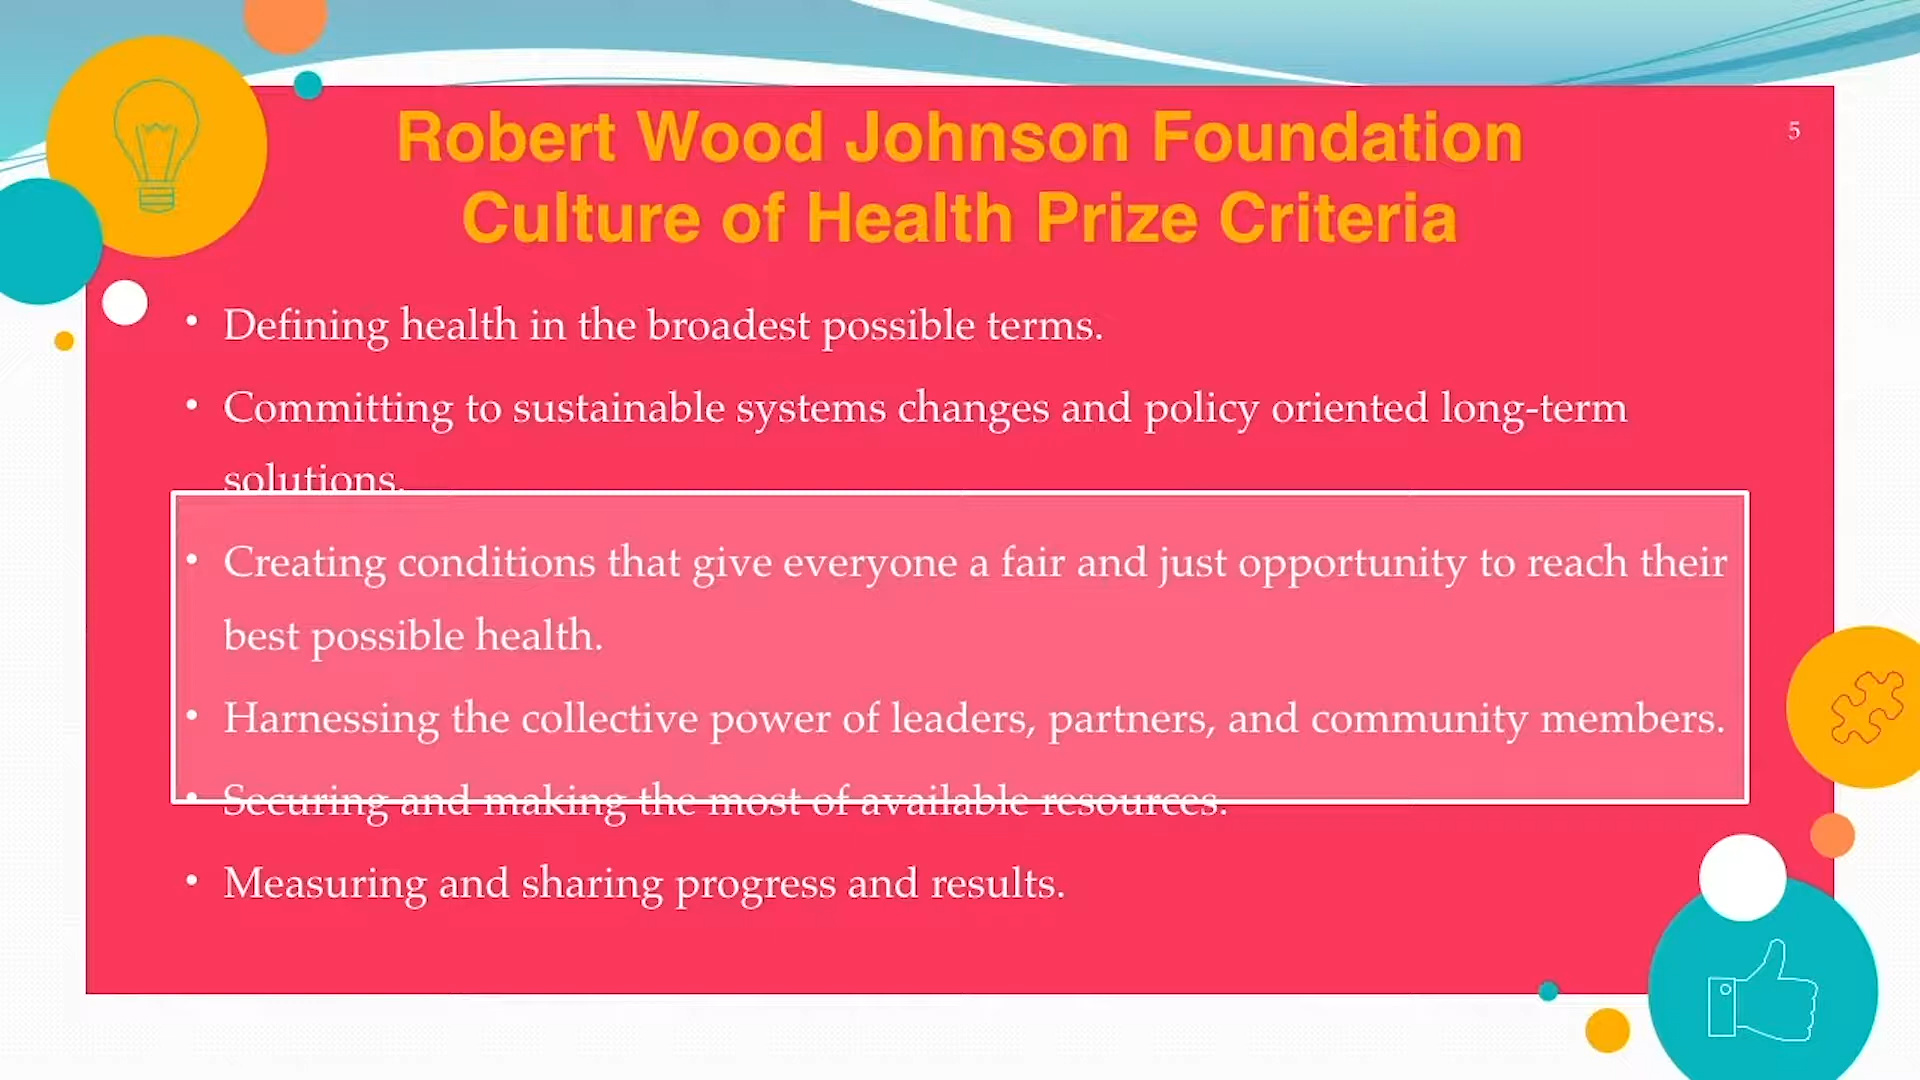 Robert Wood Johnson Foundation
5
Culture of Health Prize Criteria
• Defining health in the broadest possible terms.
• Committing to sustainable systems changes and policy oriented long-term
solutions.
• Creating conditions that give everyone a fair and just opportunity to reach their
best possible health.
• Harnessing the collective power of leaders, partners, and community members.
• Securing and making the most of available resources.
• Measuring and sharing progress and results.